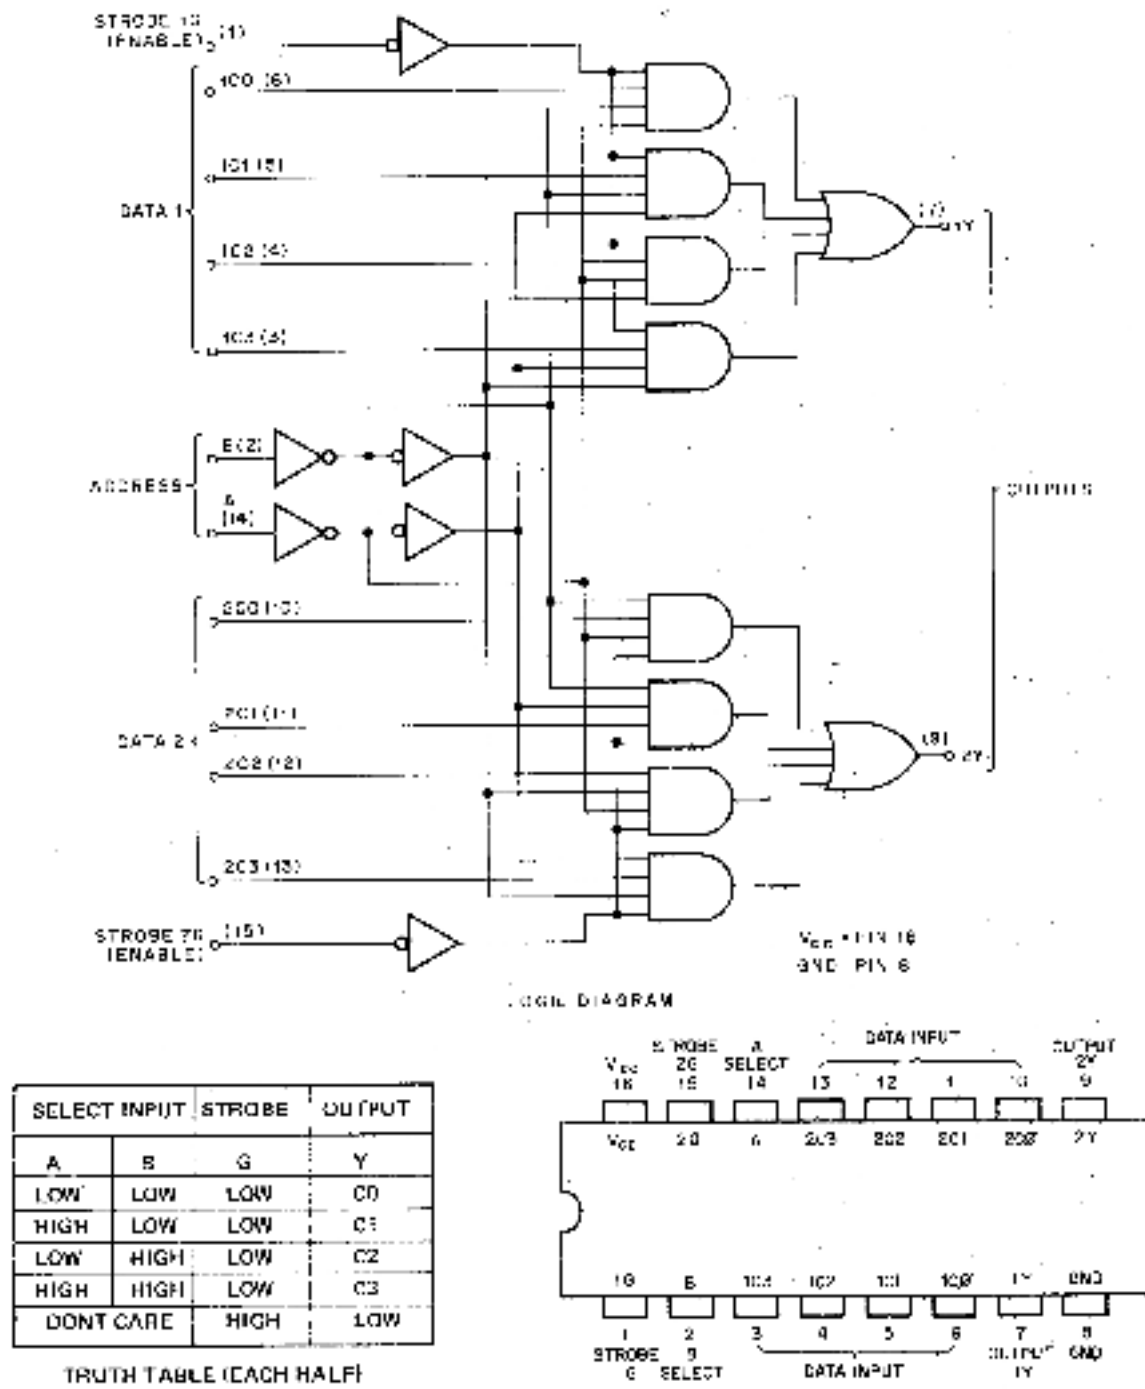 STROBE 1G
(ENABLE) (1)
1C0 (6)
1C1 (5)
DATA 1
1C2 (4)
1C3 (3)
(7)
1Y
B (2)
ADDRESS
A
(14)
OUTPUTS
2C0 (10)
2C1 (11)
DATA 2
2C2 (12)
2C3 (13)
(9)
2Y
STROBE 2G (15)
(ENABLE)
VCC = PIN 16
GND PIN 8
LOGIC DIAGRAM
SELECT INPUT STROBE OUTPUT
A B G Y
LOW LOW LOW C0
HIGH LOW LOW C1
LOW HIGH LOW C2
HIGH HIGH LOW C3
DONT CARE HIGH LOW
TRUTH TABLE (EACH HALF)
DATA INPUT
STROBE A OUTPUT
VCC 2G SELECT 2Y
16 15 14 13 12 10 9
VCC 2G A 2C3 2C2 2C1 2C0 2Y
1G B 1C3 1C2 1C1 1C0 1Y GND
1 2 3 4 5 6 7 8
STROBE B DATA INPUT OUTPUT GND
G SELECT 1Y